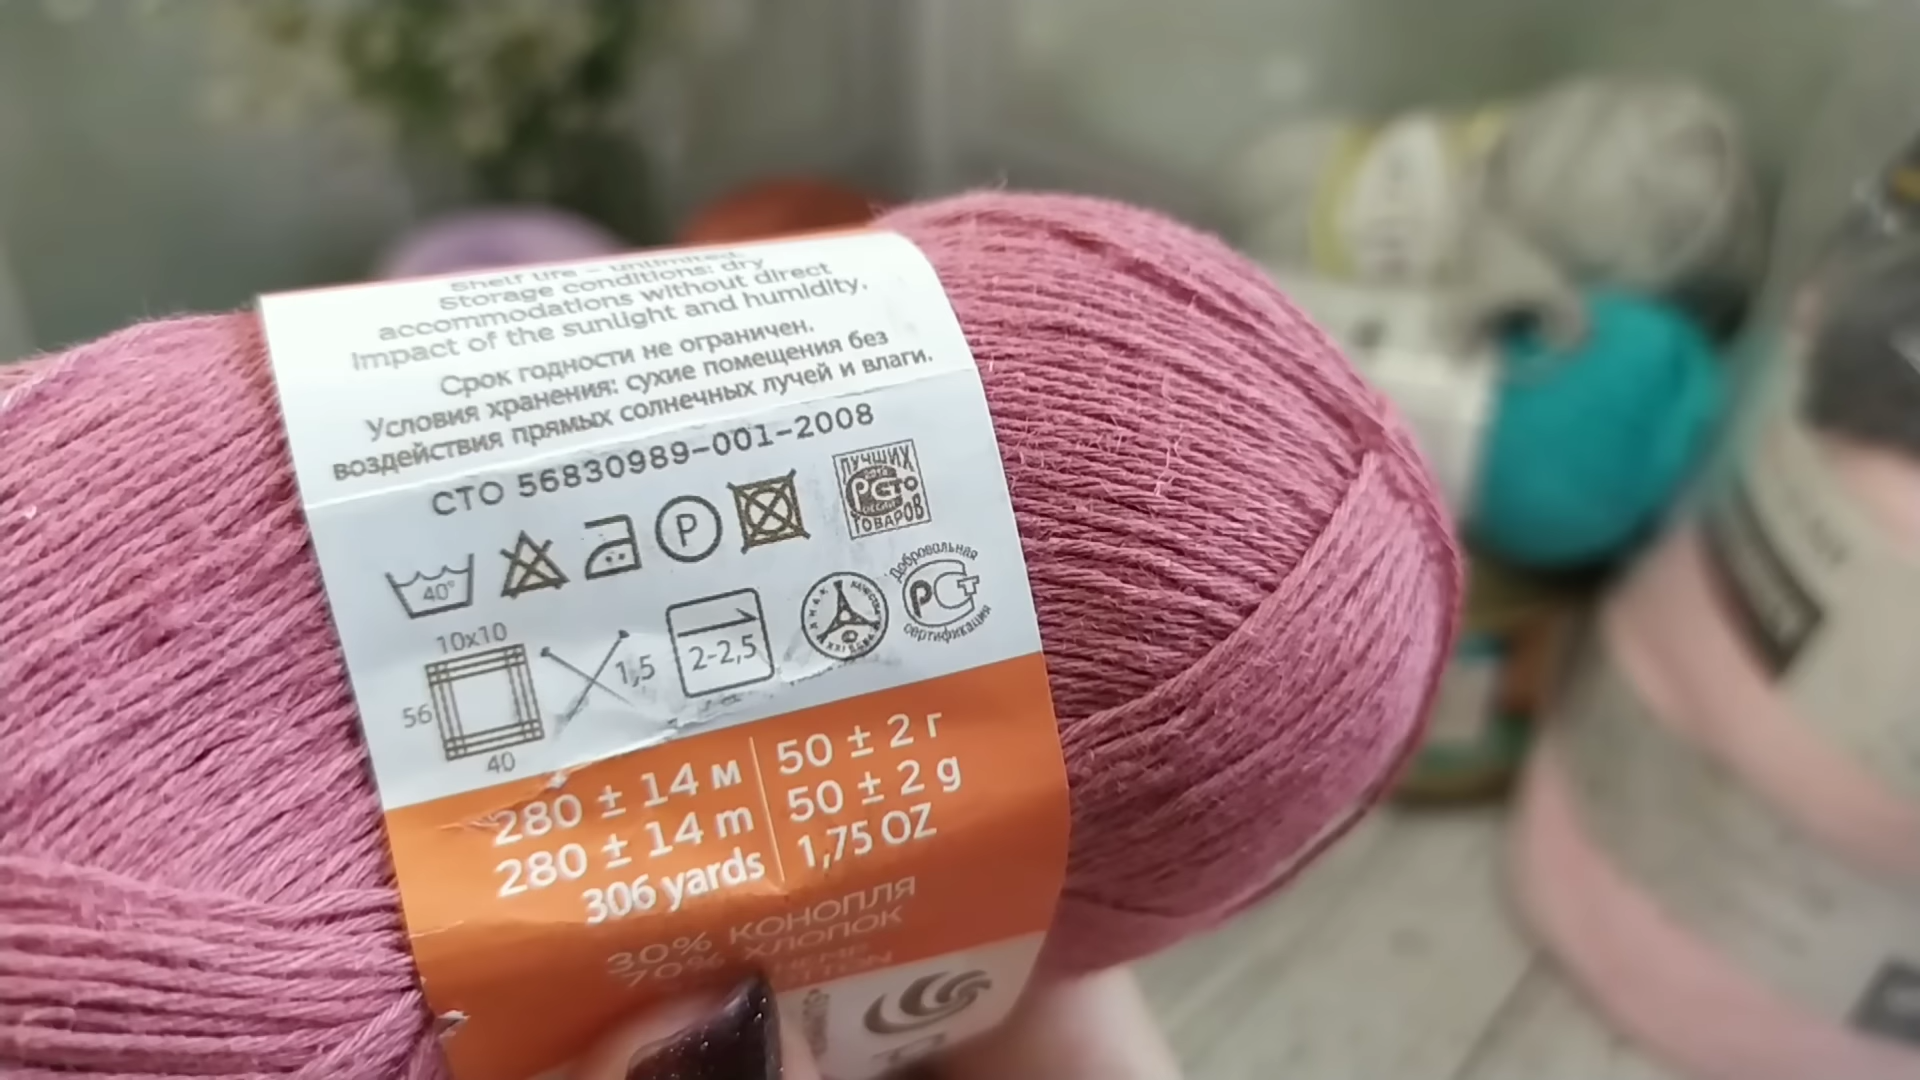 Shelf life – unlimited.
Storage conditions: dry
accommodations without direct
impact of the sunlight and humidity.
Срок годности не ограничен.
Условия хранения: сухие помещения без
воздействия прямых солнечных лучей и влаги.
СТО 56830989-001-2008
ЛУЧШИХ
ТОВАРОВ
40°
P
Добровольная
сертификация
10x10
56
40
1,5
2-2,5
280 ± 14 м
50 ± 2 г
280 ± 14 m
50 ± 2 g
306 yards
1,75 OZ
30% КОНОПЛЯ
70% ХЛОПОК